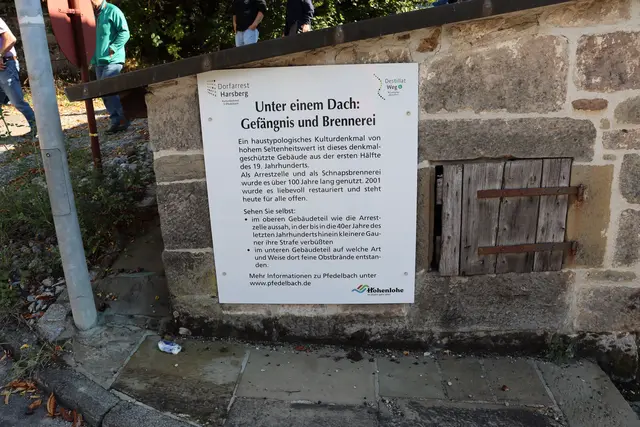 Dorfarrest
Harsberg
Destillat
Weg
Unter einem Dach:
Gefängnis und Brennerei
Ein haustypologisches Kulturdenkmal von
hohem Seltenheitswert ist dieses denkmal-
geschützte Gebäude aus der ersten Hälfte
des 19. Jahrhunderts.
Als Arrestzelle und als Schnapsbrennerei
wurde es über 100 Jahre lang genutzt. 2001
wurde es liebevoll restauriert und steht
heute für alle offen.
Sehen Sie selbst:
• im oberen Gebäudeteil wie die Arrest-
zelle aussah, in der bis in die 40er Jahre des
letzten Jahrhunderts hinein kleinere Gau-
ner ihre Strafe verbüßten
• im unteren Gebäudeteil auf welche Art
und Weise dort feine Obstbrände entstan-
den.
Mehr Informationen zu Pfedelbach unter
www.pfedelbach.de
Hohenlohe